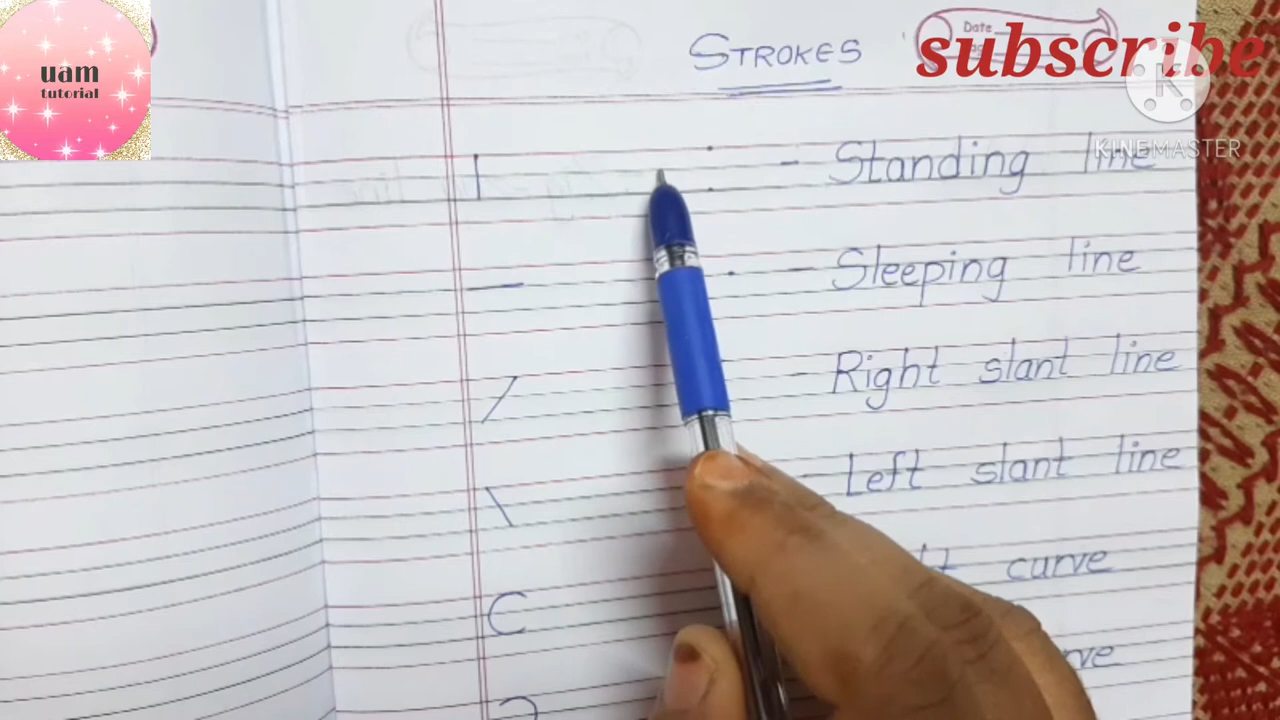 uam
tutorial
STROKES
Date
subscribe
K
KINEMASTER
| - Standing line
— - Sleeping line
/ - Right slant line
\ - Left slant line
C curve